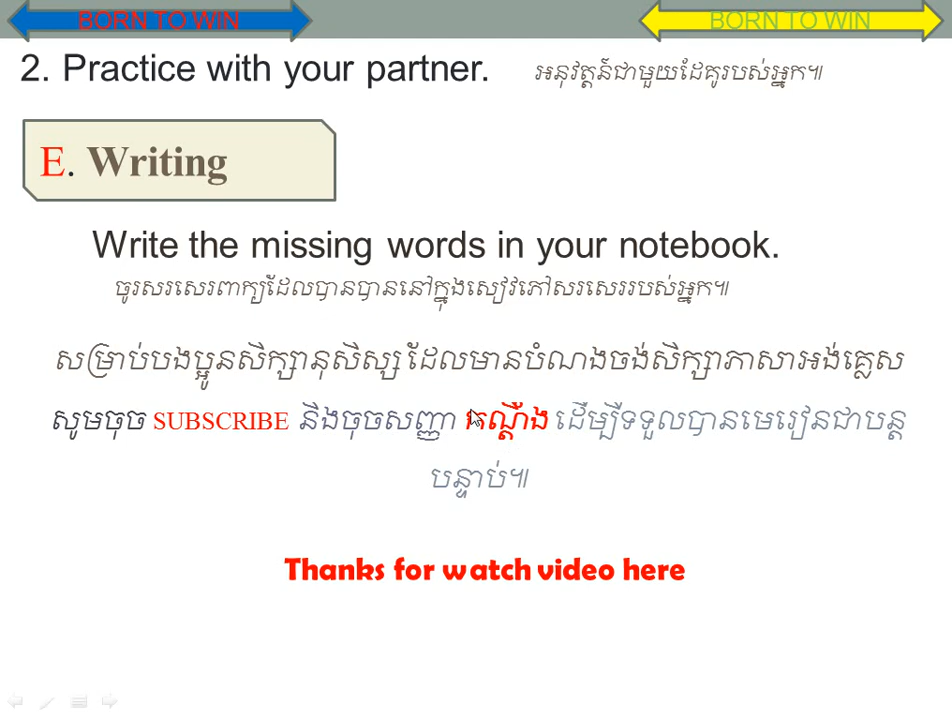 BORN TO WIN
BORN TO WIN
2. Practice with your partner. អនុវត្តន៍ជាមួយដៃគូរបស់អ្នក៕
E. Writing
Write the missing words in your notebook.
ចូរសរសេរពាក្យដែលបានបាននៅក្នុងសៀវភៅសរសេររបស់អ្នក៕
សម្រាប់បងប្អូនសិក្សានុសិស្ស ដែលមានបំណងចង់សិក្សាភាសាអង់គ្លេស
សូមចុច SUBSCRIBE និងចុចសញ្ញា កណ្ដឹង ដើម្បីទទួលបានមេរៀនជាបន្ត
បន្ទាប់៕
Thanks for watch video here